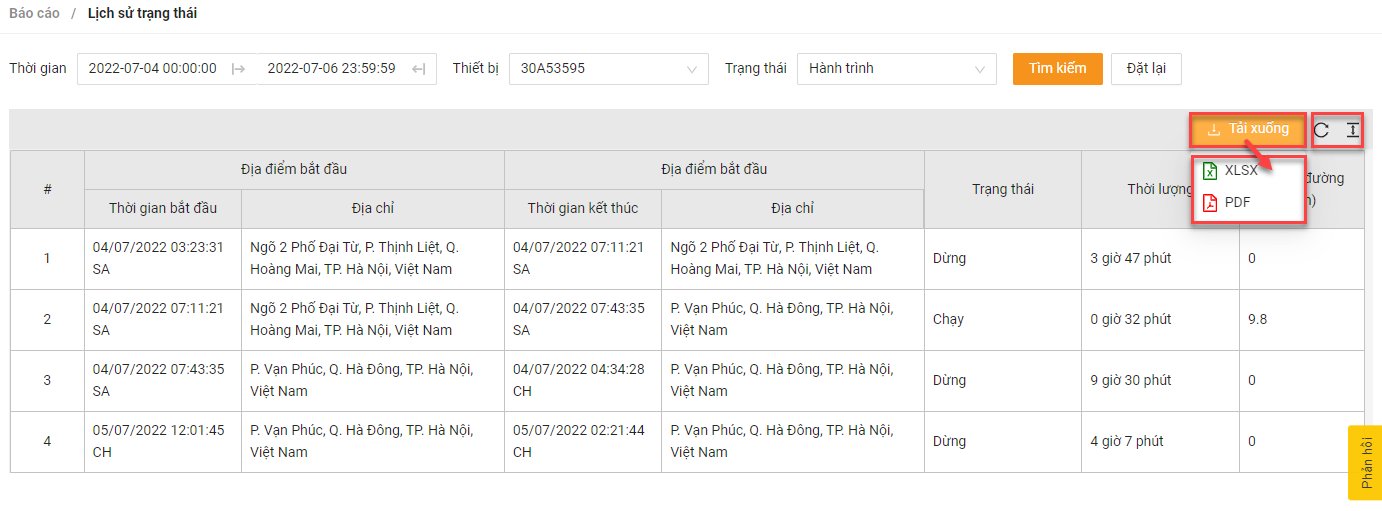 Báo cáo / Lịch sử trạng thái
Thời gian 2022-07-04 00:00:00 2022-07-06 23:59:59 Thiết bị 30A53595 Trạng thái Hành trình Tìm kiếm Đặt lại
Tải xuống
XLSX
PDF
# Địa điểm bắt đầu Địa điểm bắt đầu Trạng thái Thời lượng đường
Thời gian bắt đầu Địa chỉ Thời gian kết thúc Địa chỉ
1 04/07/2022 03:23:31 Ngõ 2 Phố Đại Từ, P. Thịnh Liệt, Q. 04/07/2022 07:11:21 Ngõ 2 Phố Đại Từ, P. Thịnh Liệt, Q. Dừng 3 giờ 47 phút 0
SA Hoàng Mai, TP. Hà Nội, Việt Nam SA Hoàng Mai, TP. Hà Nội, Việt Nam
2 04/07/2022 07:11:21 Ngõ 2 Phố Đại Từ, P. Thịnh Liệt, Q. 04/07/2022 07:43:35 P. Vạn Phúc, Q. Hà Đông, TP. Hà Nội, Chạy 0 giờ 32 phút 9.8
SA Hoàng Mai, TP. Hà Nội, Việt Nam SA Việt Nam
3 04/07/2022 07:43:35 P. Vạn Phúc, Q. Hà Đông, TP. Hà Nội, 04/07/2022 04:34:28 P. Vạn Phúc, Q. Hà Đông, TP. Hà Nội, Dừng 9 giờ 30 phút 0
SA Việt Nam CH Việt Nam
4 05/07/2022 12:01:45 P. Vạn Phúc, Q. Hà Đông, TP. Hà Nội, 05/07/2022 02:21:44 P. Vạn Phúc, Q. Hà Đông, TP. Hà Nội, Dừng 4 giờ 7 phút 0
CH Việt Nam CH Việt Nam
Phản hồi